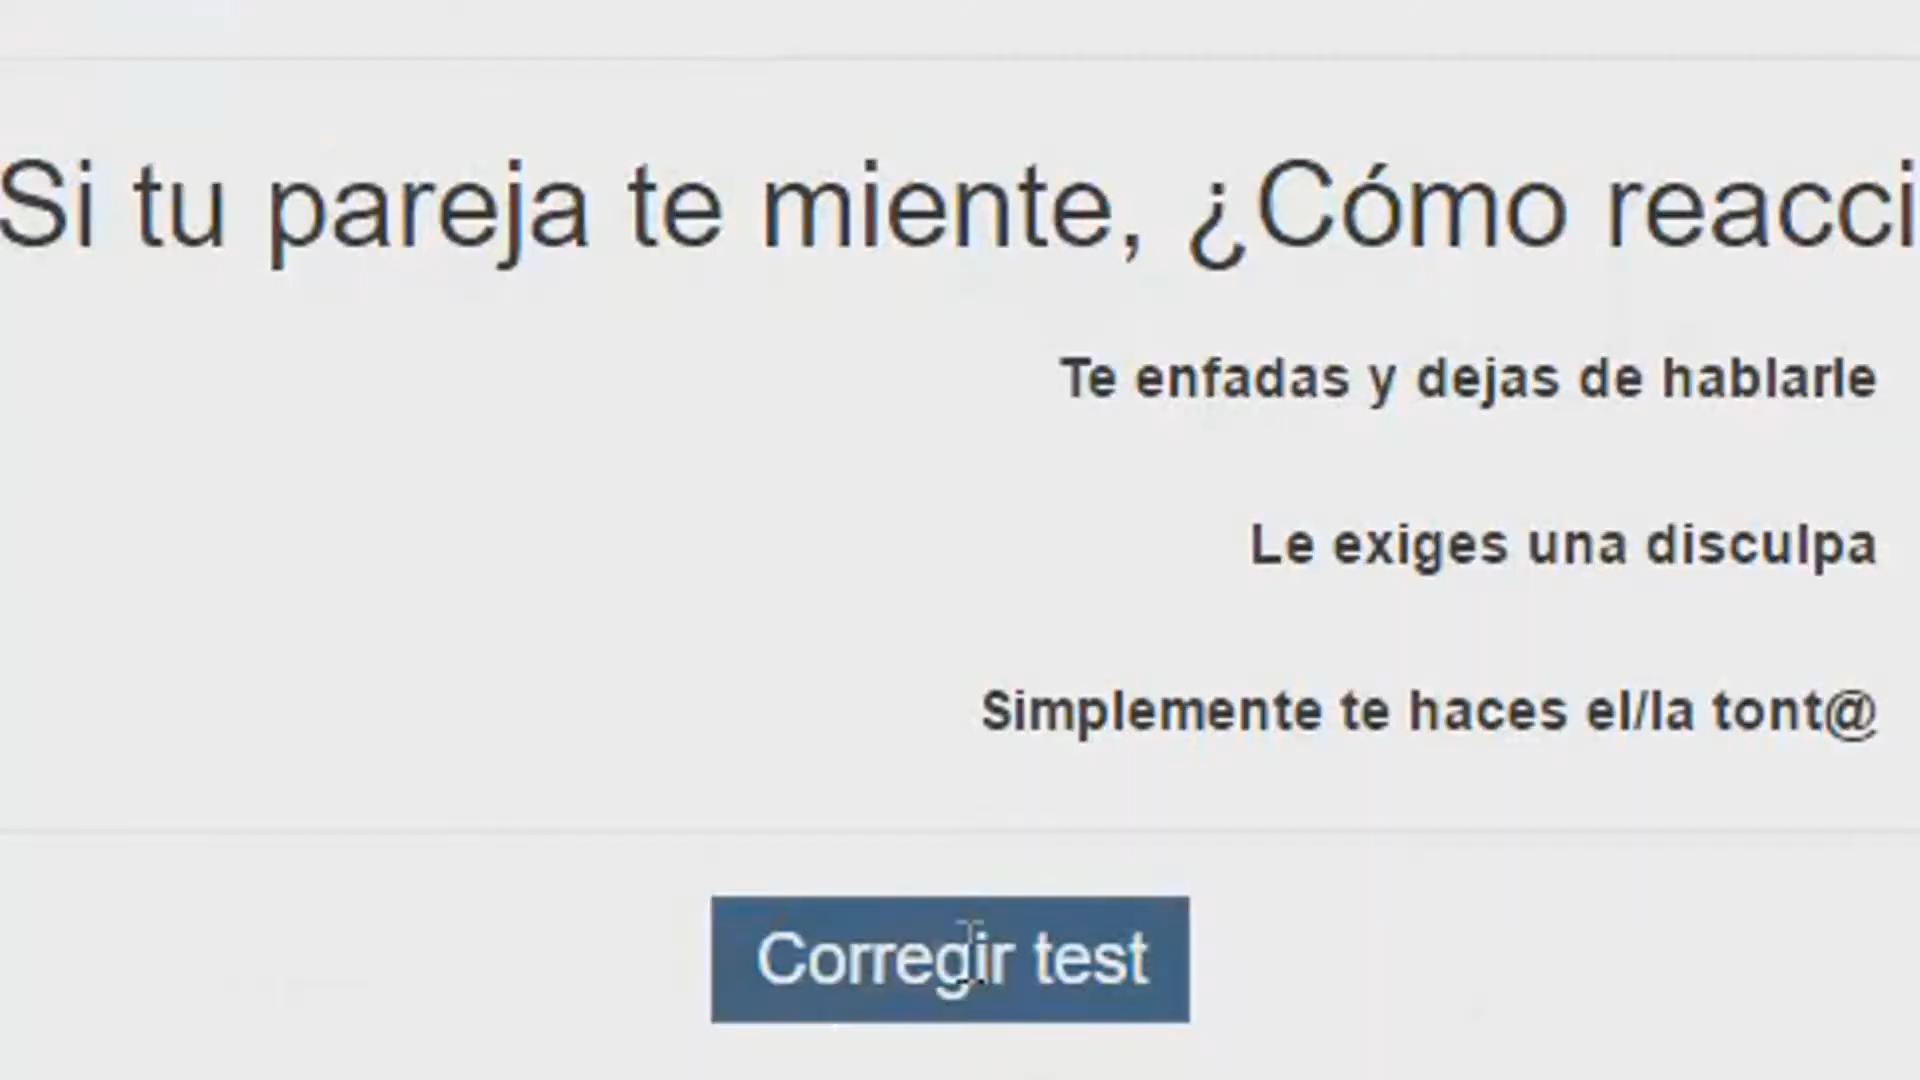 Si tu pareja te miente, ¿Cómo reacci
Te enfadas y dejas de hablarle
Le exiges una disculpa
Simplemente te haces el/la tont@
Corregir test